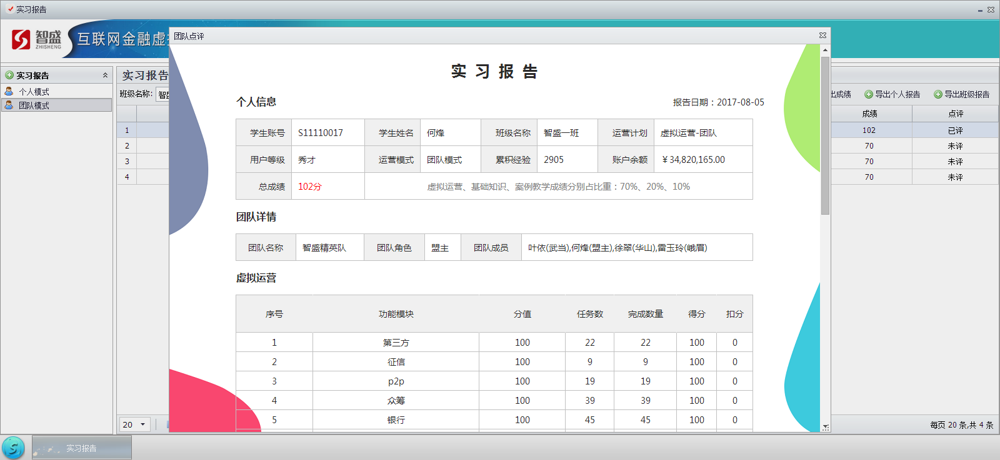 实习报告
智盛
ZHISHENG
互联网金融虚
团队点评
实习报告
个人模式
团队模式
实习报告
班级名称:
1
2
3
4
20
实 习 报 告
个人信息 报告日期：2017-08-05
学生账号 S11110017 学生姓名 何烽 班级名称 智盛一班 运营计划 虚拟运营-团队
用户等级 秀才 运营模式 团队模式 累积经验 2905 账户余额 ￥34,820,165.00
总成绩 102分 虚拟运营、基础知识、案例教学成绩分别占比重：70%、20%、10%
团队详情
团队名称 智盛精英队 团队角色 盟主 团队成员 叶依(武当),何烽(盟主),徐翠(华山),雷玉玲(峨眉)
虚拟运营
序号 功能模块 分值 任务数 完成数量 得分 扣分
1 第三方 100 22 22 100 0
2 征信 100 9 9 100 0
3 p2p 100 19 19 100 0
4 众筹 100 39 39 100 0
5 银行 100 45 45 100 0
出成绩 导出个人报告 导出班级报告
成绩 点评
102 已评
70 未评
70 未评
70 未评
每页 20 条,共 4 条
实习报告